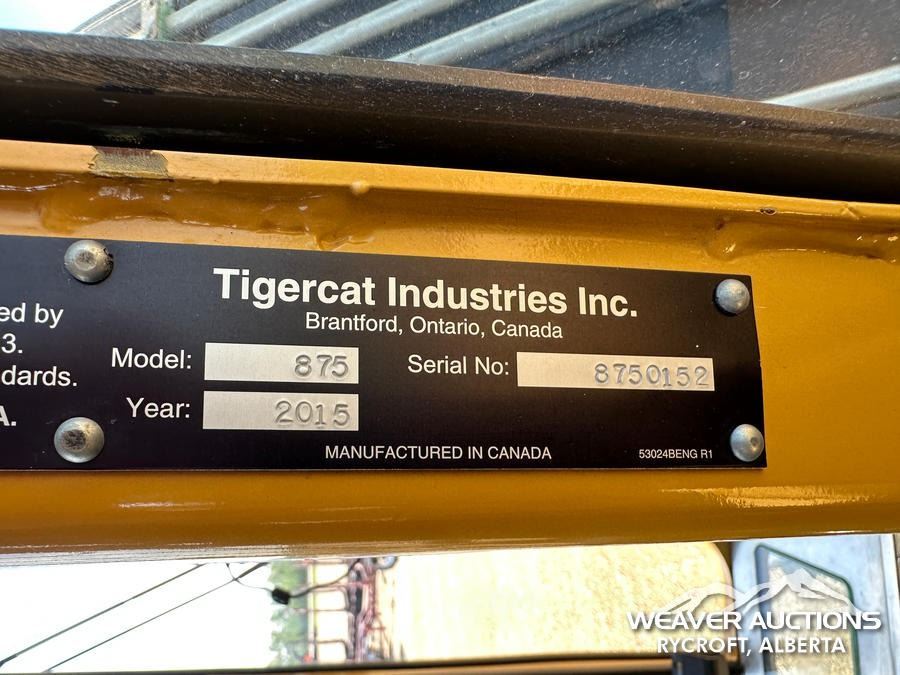 ed by
3.
dards.
A.
Tigercat Industries Inc.
Brantford, Ontario, Canada
Model: 875
Serial No: 8750152
Year: 2015
MANUFACTURED IN CANADA
53024BENG R1
WEAVER AUCTIONS
RYCROFT, ALBERTA